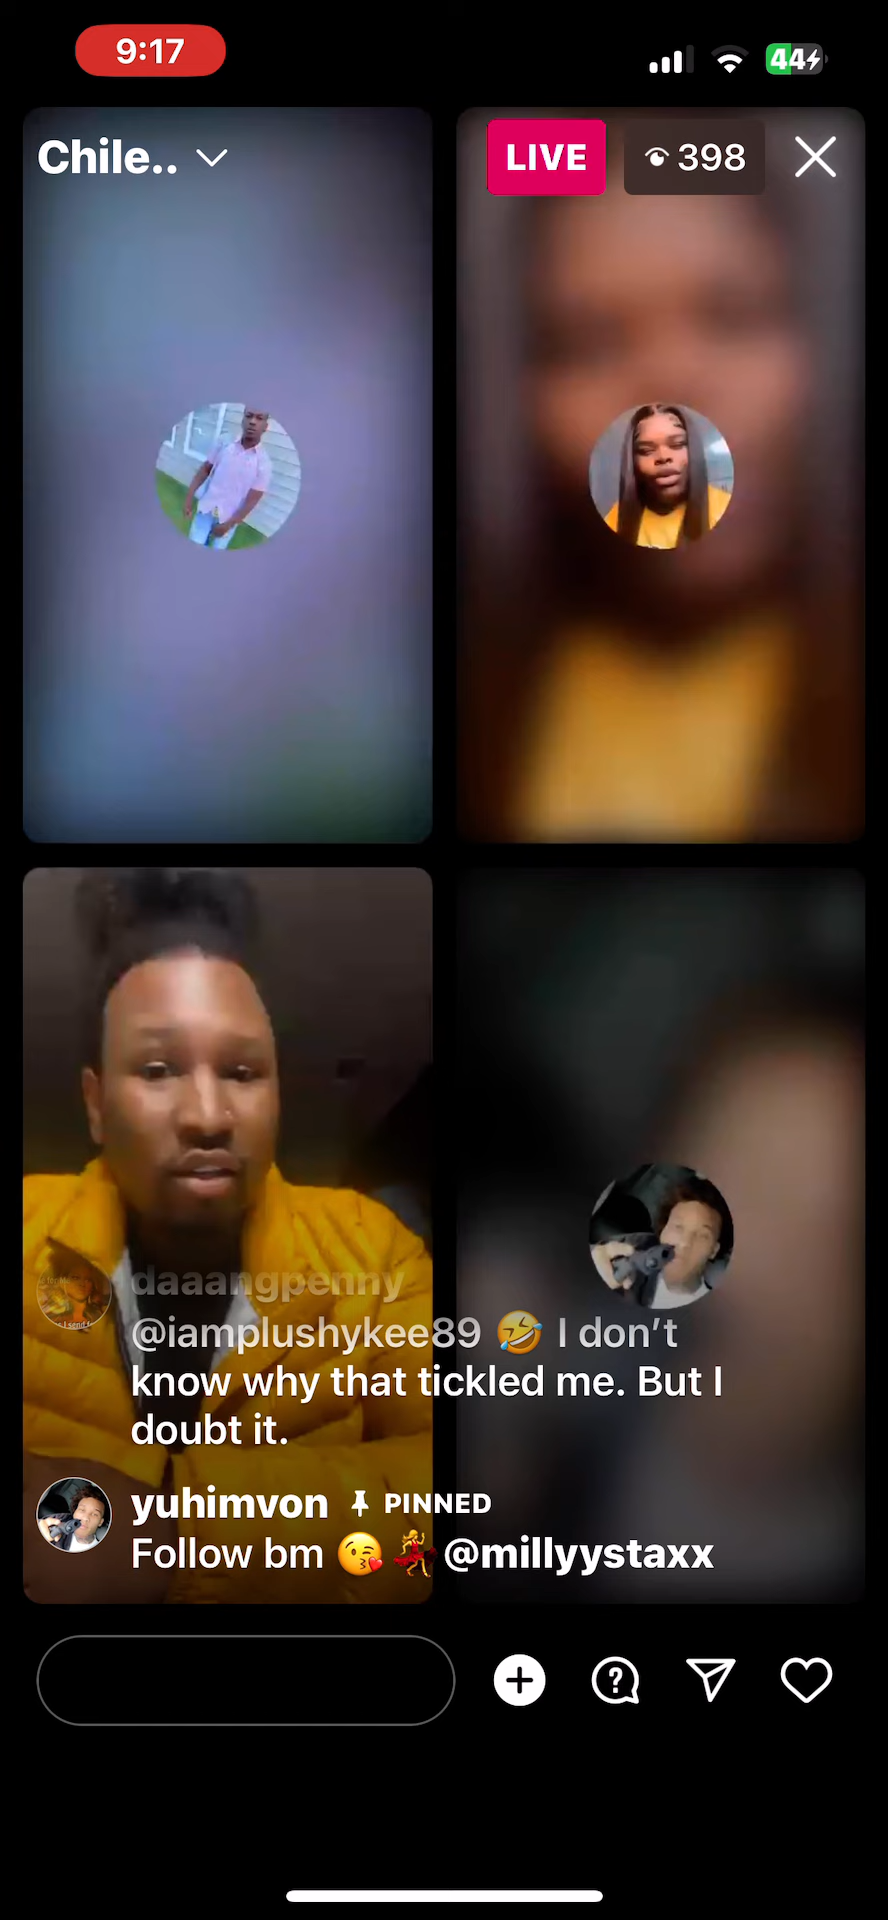 9:17
44
Chile..
LIVE
398
daaangpenny
@iamplushykee89 🤣 I don't
know why that tickled me. But I
doubt it.
yuhimvon PINNED
Follow bm 😘💃 @millyystaxx